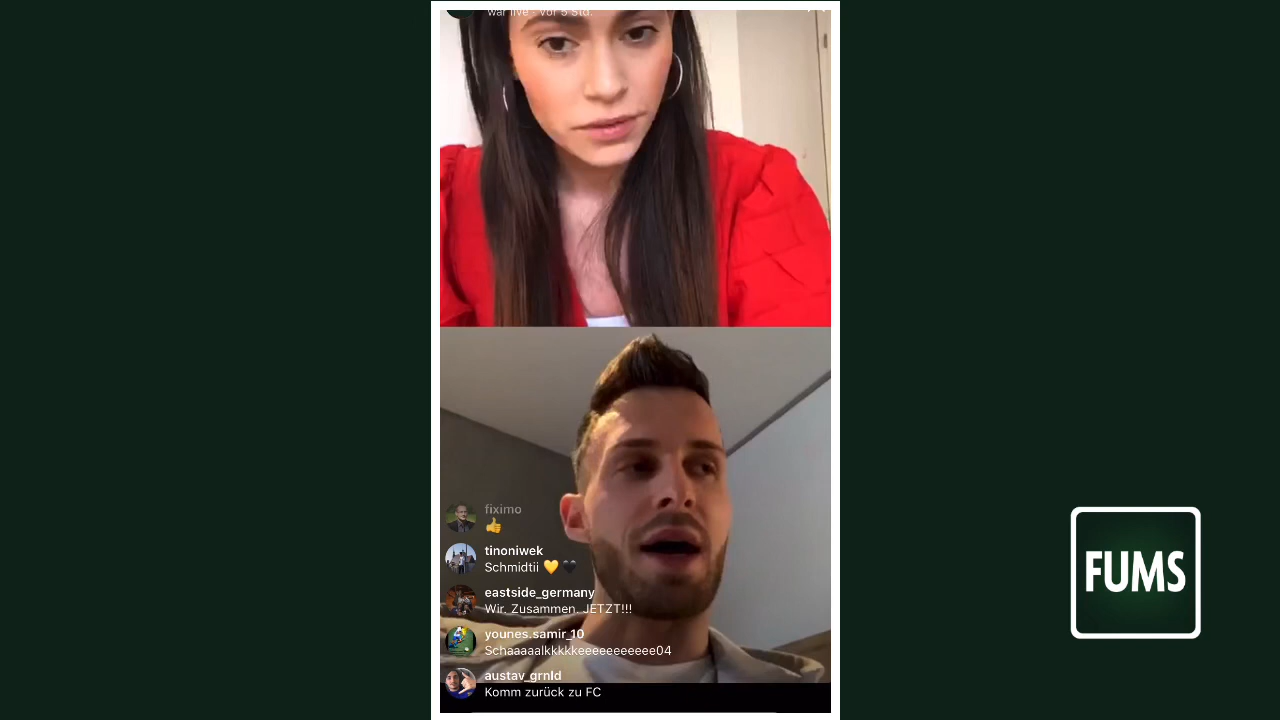 war live · Vor 5 Std.
fiximo
👍
tinoniwek
Schmidtii 💛🖤
eastside_germany
Wir. Zusammen. JETZT!!!
younes.samir_10
Schaaaaalkkkkkeeeeeeeeeee04
austav_grnld
Komm zurück zu FC
FUMS